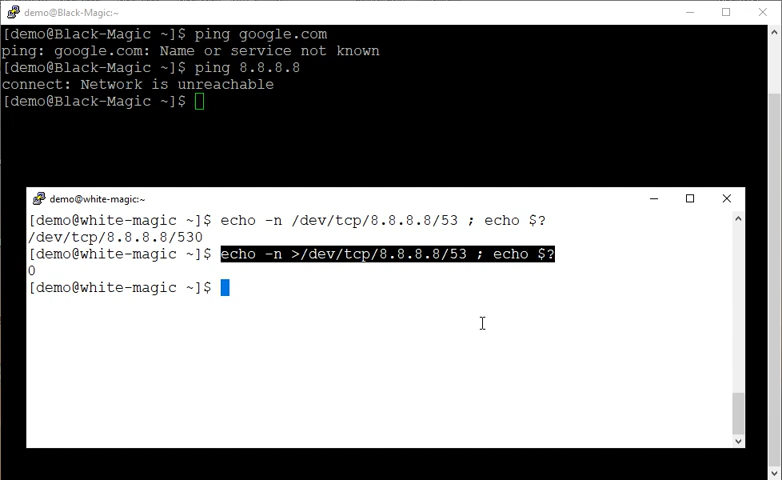 demo@Black-Magic:~
[demo@Black-Magic ~]$ ping google.com
ping: google.com: Name or service not known
[demo@Black-Magic ~]$ ping 8.8.8.8
connect: Network is unreachable
[demo@Black-Magic ~]$
demo@white-magic:~
[demo@white-magic ~]$ echo -n /dev/tcp/8.8.8.8/53 ; echo $?
/dev/tcp/8.8.8.8/530
[demo@white-magic ~]$ echo -n >/dev/tcp/8.8.8.8/53 ; echo $?
0
[demo@white-magic ~]$